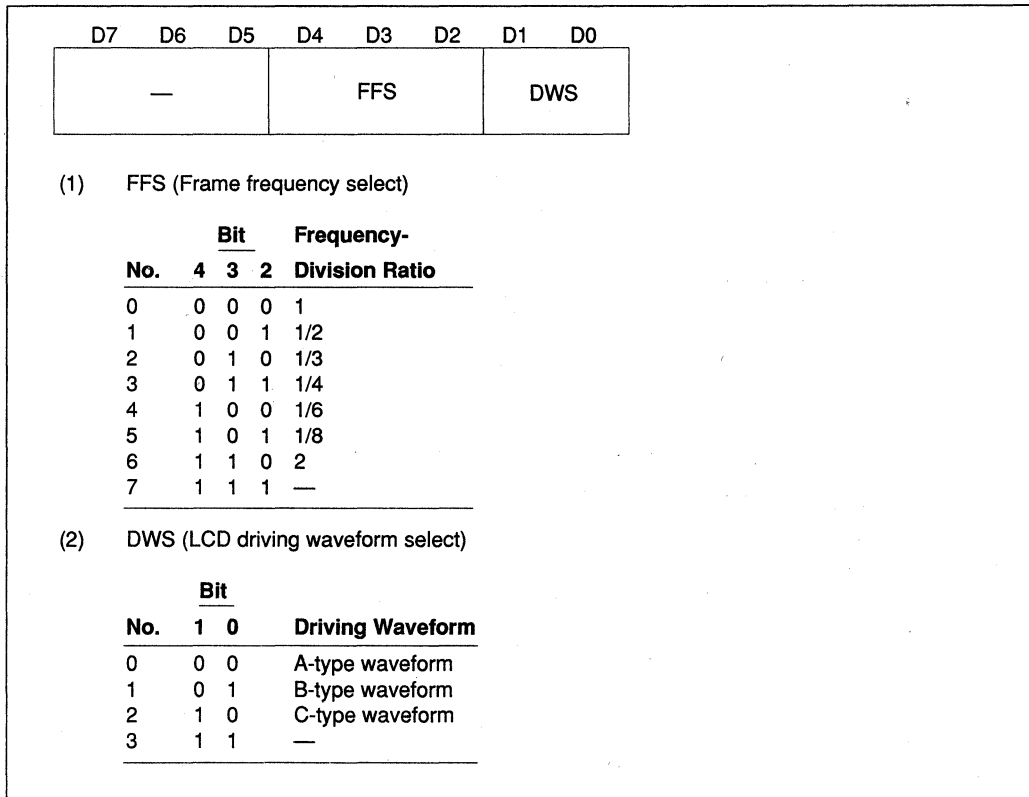 D7 D6 D5 D4 D3 D2 D1 D0
— FFS DWS
(1) FFS (Frame frequency select)
Bit Frequency-
No. 4 3 2 Division Ratio
0 0 0 0 1
1 0 0 1 1/2
2 0 1 0 1/3
3 0 1 1 1/4
4 1 0 0 1/6
5 1 0 1 1/8
6 1 1 0 2
7 1 1 1 —
(2) DWS (LCD driving waveform select)
Bit
No. 1 0 Driving Waveform
0 0 0 A-type waveform
1 0 1 B-type waveform
2 1 0 C-type waveform
3 1 1 —